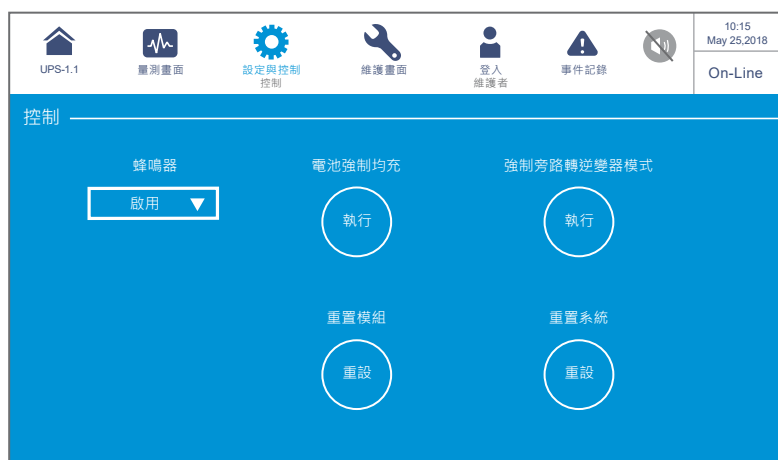 UPS-1.1
量測畫面
設定與控制
控制
維護畫面
登入
維護者
事件記錄
10:15
May 25,2018
On-Line
控制
蜂鳴器
電池強制均充
強制旁路轉逆變器模式
啟用
執行
執行
重置模組
重置系統
重設
重設